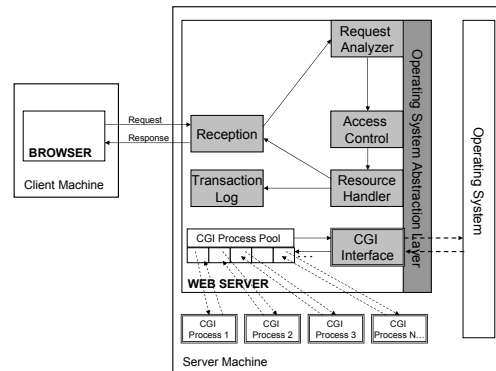 Request
Analyzer
Operating System Abstraction Layer
Operating System
Request
Response
BROWSER
Client Machine
Reception
Access
Control
Transaction
Log
Resource
Handler
CGI Process Pool
CGI
Interface
...
WEB SERVER
CGI
Process 1
CGI
Process 2
CGI
Process 3
CGI
Process N...
Server Machine